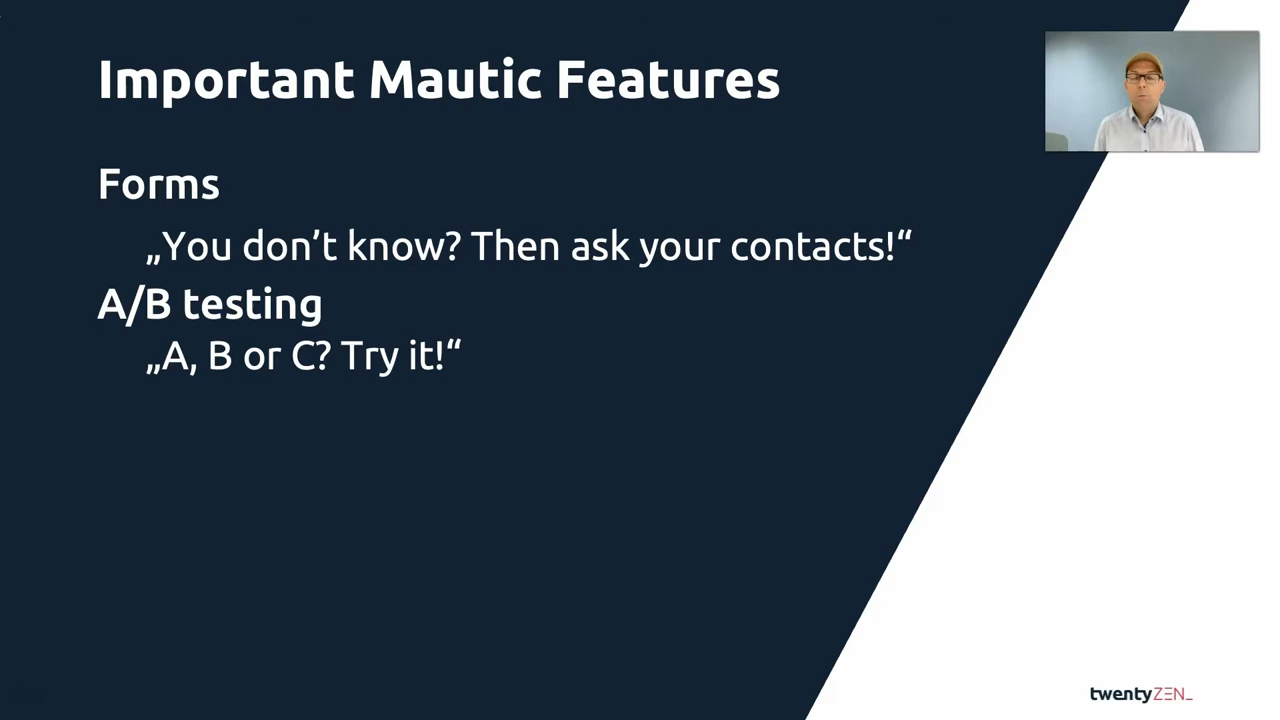 Important Mautic Features
Forms
„You don’t know? Then ask your contacts!“
A/B testing
„A, B or C? Try it!“
twentyZEN_